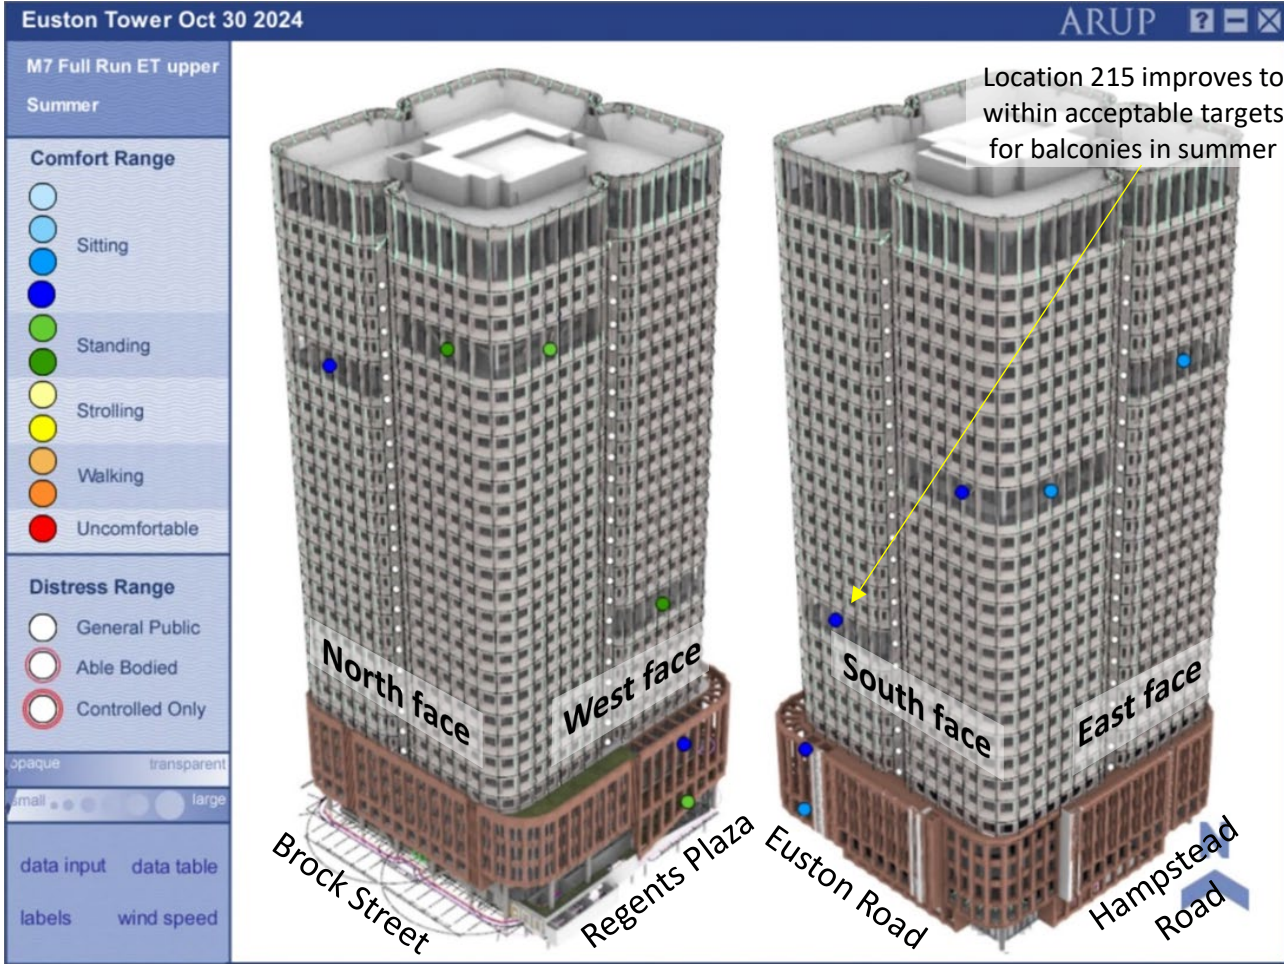 Euston Tower Oct 30 2024
ARUP
?
M7 Full Run ET upper
Summer
Comfort Range
Sitting
Standing
Strolling
Walking
Uncomfortable
Distress Range
General Public
Able Bodied
Controlled Only
opaque transparent
small large
data input data table
labels wind speed
Location 215 improves to
within acceptable targets
for balconies in summer
North face
West face
South face
East face
Brock Street
Regents Plaza
Euston Road
Hampstead
Road
N